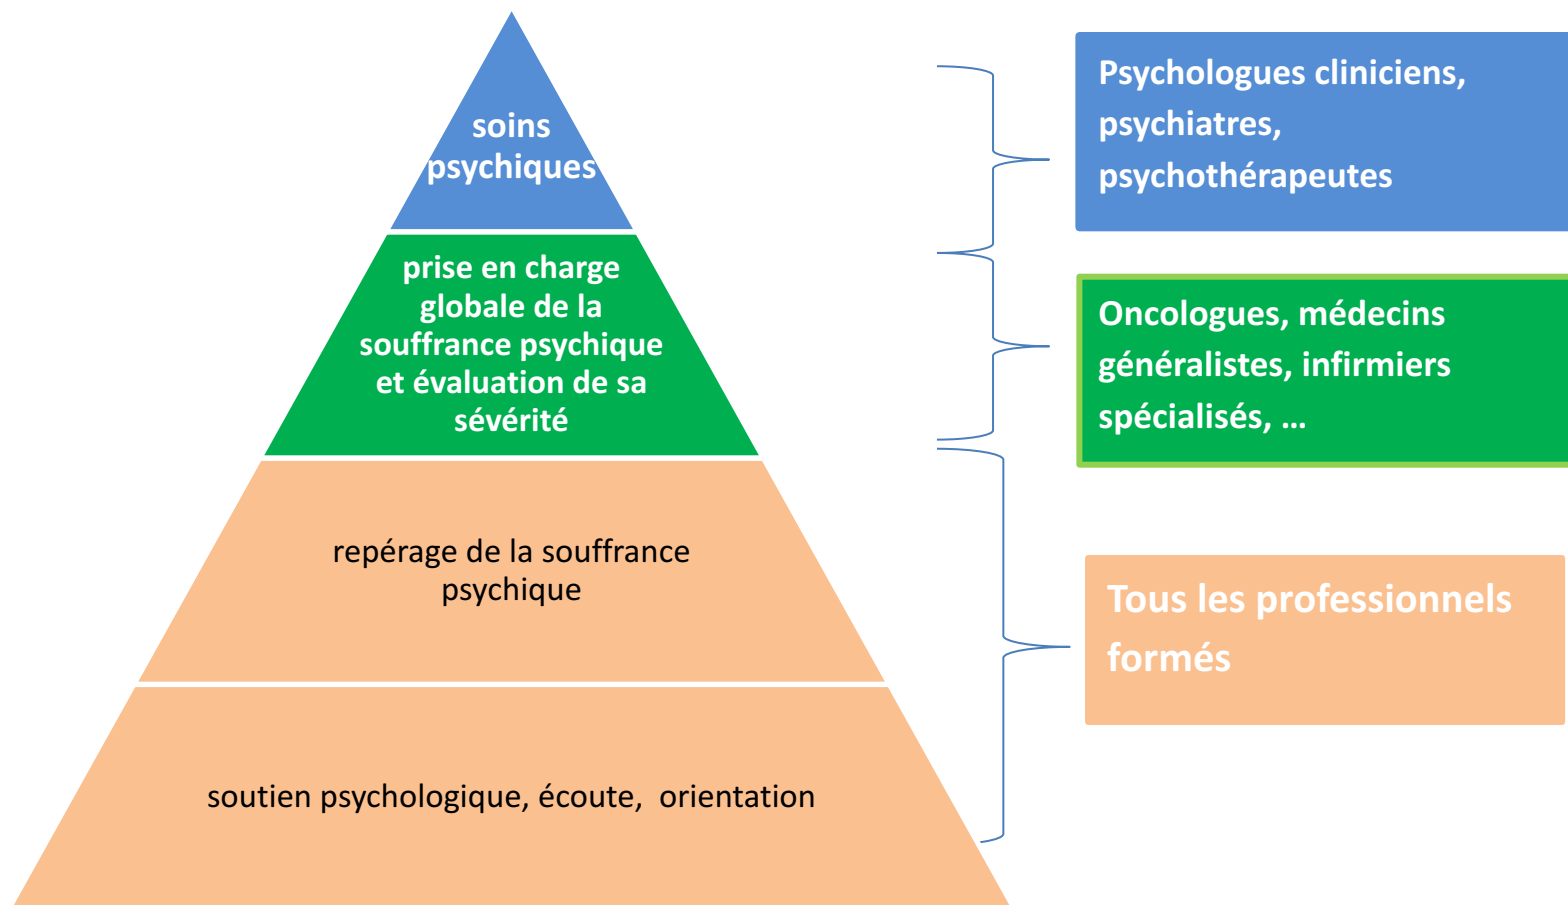 soins
psychiques
prise en charge
globale de la
souffrance psychique
et évaluation de sa
sévérité
repérage de la souffrance
psychique
soutien psychologique, écoute,  orientation
Psychologues cliniciens,
psychiatres,
psychothérapeutes
Oncologues, médecins
généralistes, infirmiers
spécialisés, ...
Tous les professionnels
formés